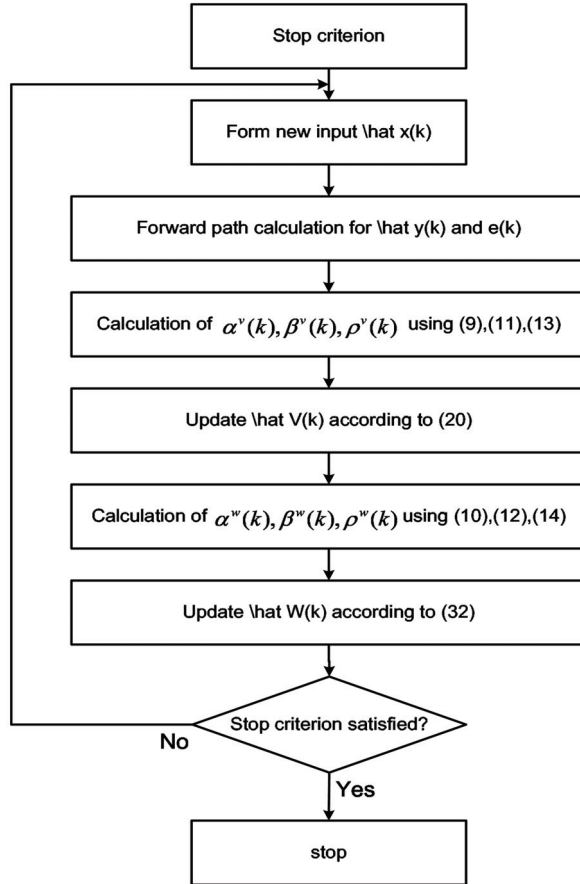 Stop criterion
Form new input \hat x(k)
Forward path calculation for \hat y(k) and e(k)
Calculation of αᵛ(k), βᵛ(k), ρᵛ(k) using (9),(11),(13)
Update \hat V(k) according to (20)
Calculation of αʷ(k), βʷ(k), ρʷ(k) using (10),(12),(14)
Update \hat W(k) according to (32)
Stop criterion satisfied?
No
Yes
stop